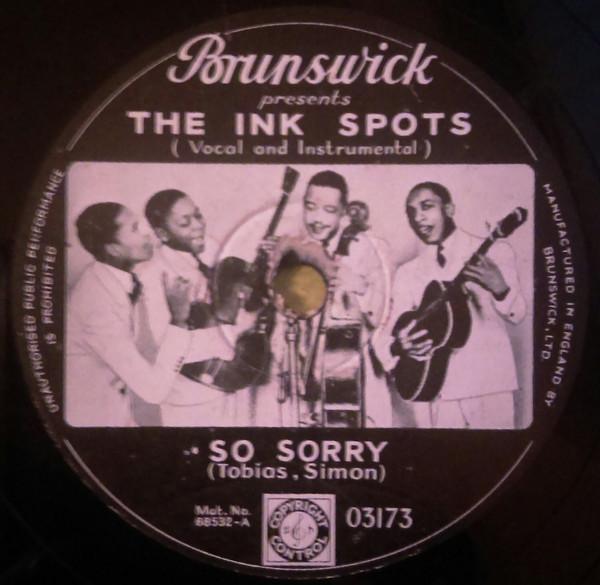 Brunswick
presents
THE INK SPOTS
( Vocal and Instrumental )
UNAUTHORISED PUBLIC PERFORMANCE
IS PROHIBITED
MANUFACTURED IN ENGLAND BY
BRUNSWICK, LTD.
SO SORRY
(Tobias, Simon)
Mat. No.
68532-A
COPYRIGHT
CONTROL
03173